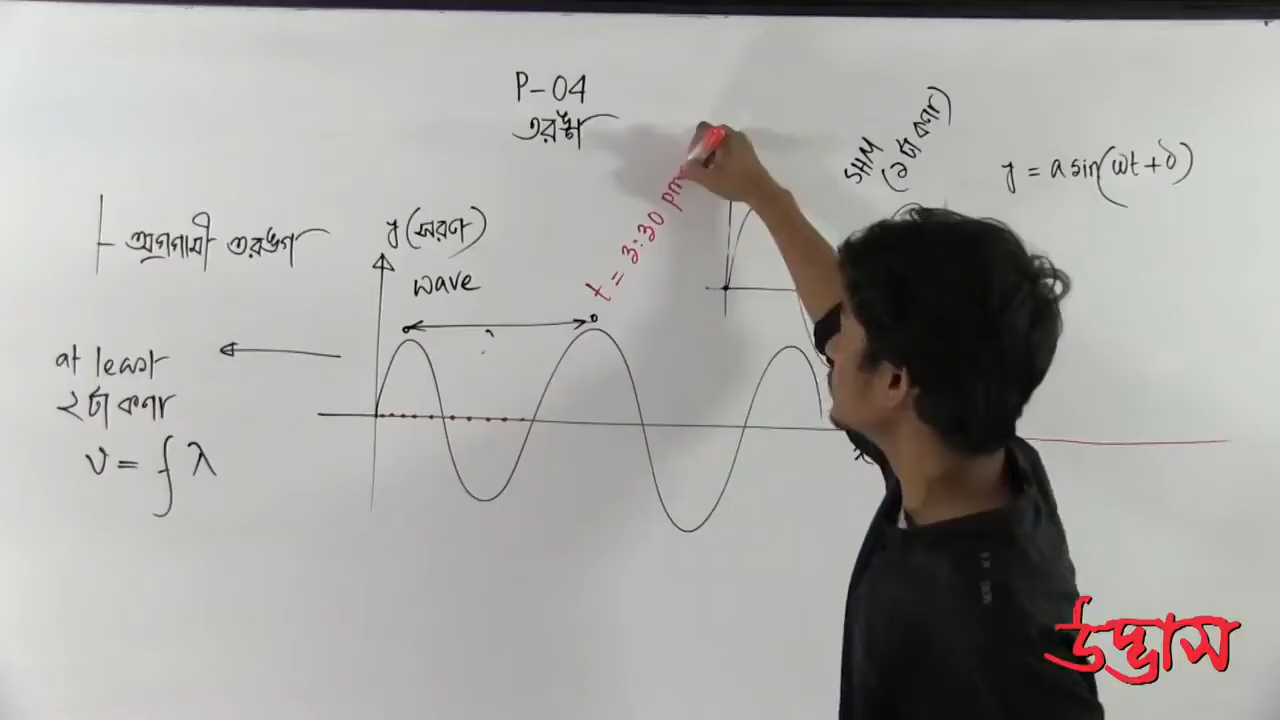 P-04
তরঙ্গ
অগ্রগামী তরঙ্গ
y (সরণ)
wave
t = 3:30 pm
SHM
(১টা কণা)
y = a sin(ωt+δ)
at least
২টা কণা
v = fλ
?
x
উদ্ভাস